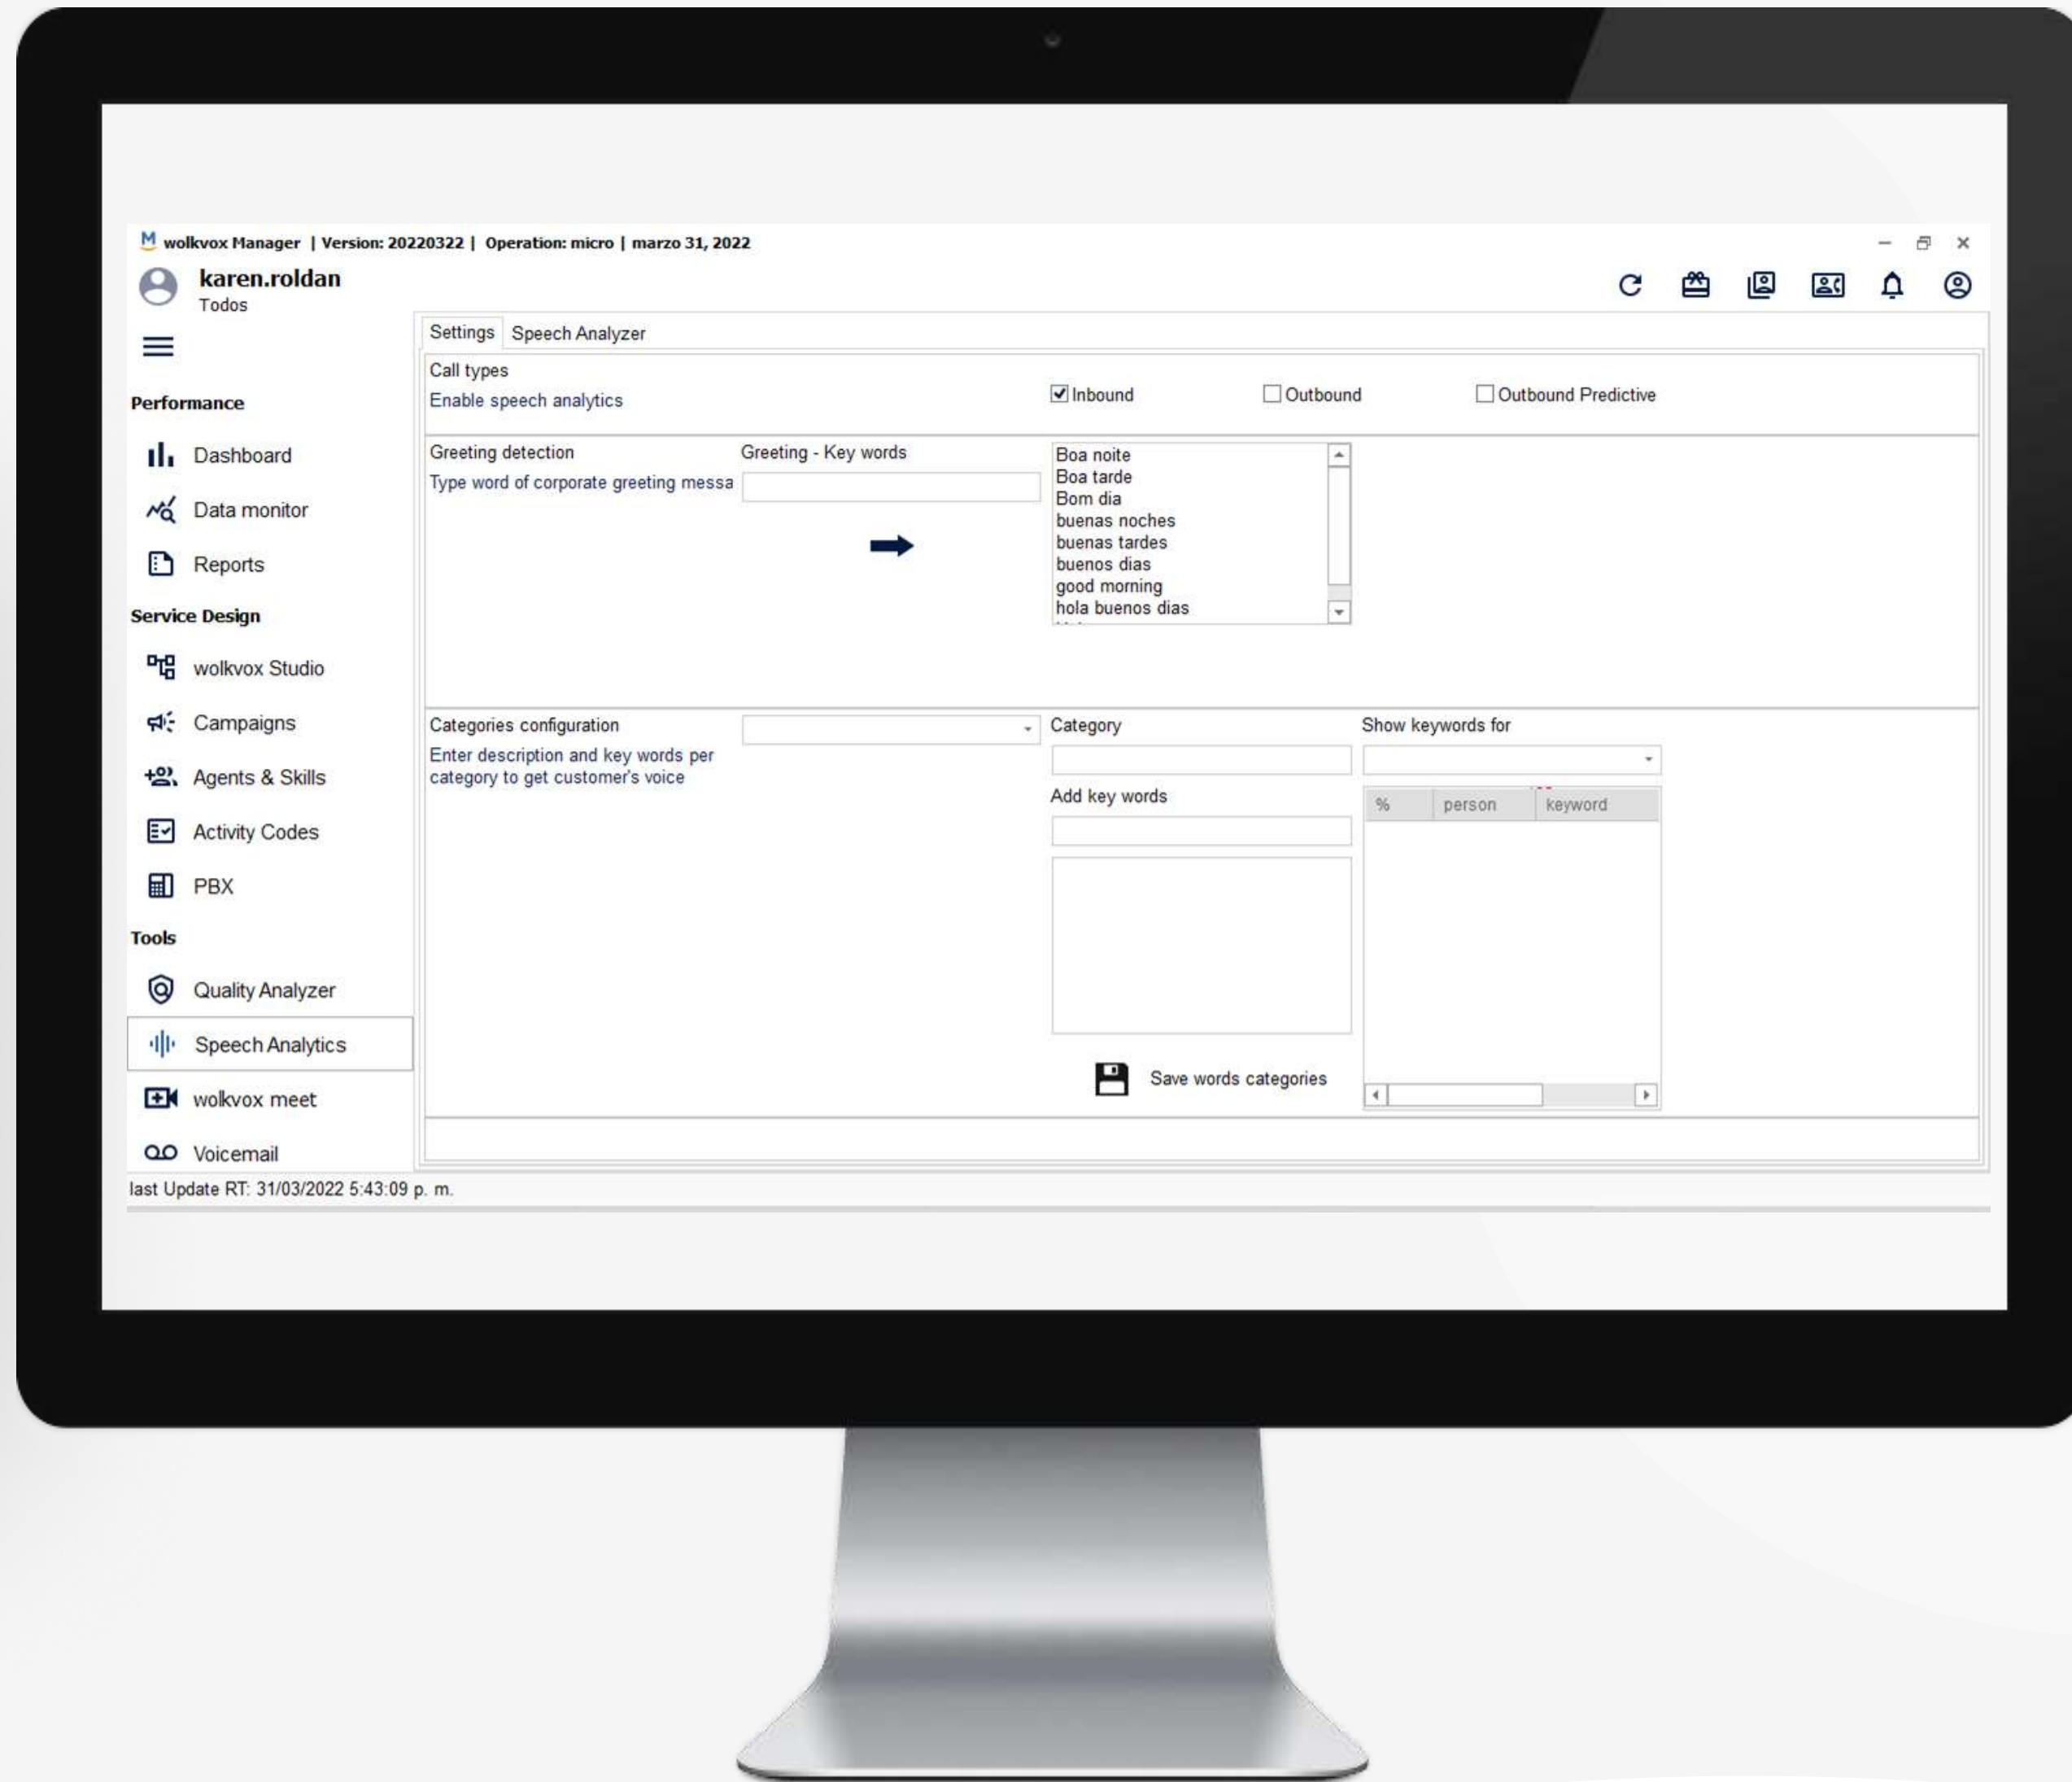 wolkvox Manager | Version: 20220322 | Operation: micro | marzo 31, 2022
karen.roldan
Todos
Performance
Dashboard
Data monitor
Reports
Service Design
wolkvox Studio
Campaigns
Agents & Skills
Activity Codes
PBX
Tools
Quality Analyzer
Speech Analytics
wolkvox meet
Voicemail
Settings
Speech Analyzer
Call types
Enable speech analytics
Inbound
Outbound
Outbound Predictive
Greeting detection
Type word of corporate greeting messa
Greeting - Key words
Boa noite
Boa tarde
Bom dia
buenas noches
buenas tardes
buenos dias
good morning
hola buenos dias
Categories configuration
Enter description and key words per
category to get customer's voice
Category
Add key words
Save words categories
Show keywords for
% person keyword
last Update RT: 31/03/2022 5:43:09 p. m.